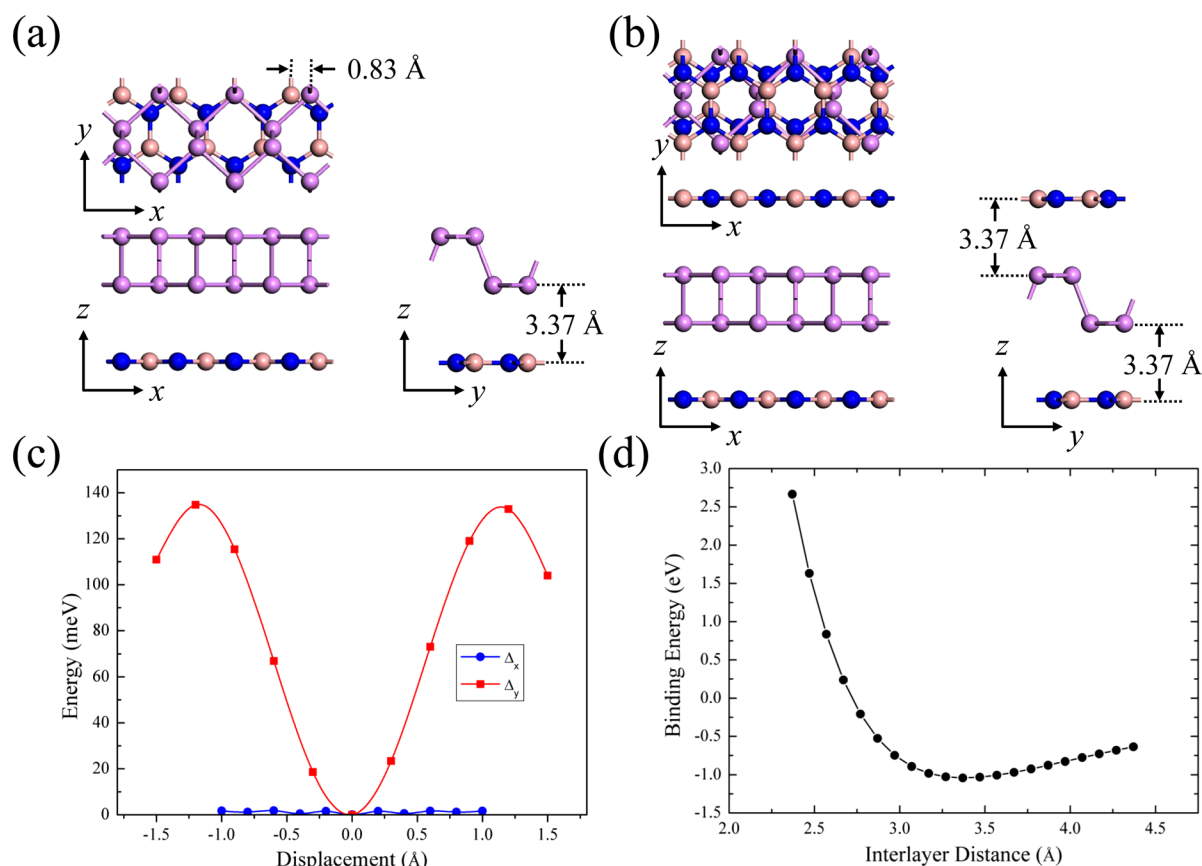 (a)
0.83 Å
y
x
z
x
z
y
3.37 Å
(b)
y
x
3.37 Å
z
x
z
y
3.37 Å
(c)
Energy (meV)
140
120
100
80
60
40
20
0
Δx
Δy
-1.5
-1.0
-0.5
0.0
0.5
1.0
1.5
Displacement (Å)
(d)
Binding Energy (eV)
3.0
2.5
2.0
1.5
1.0
0.5
0.0
-0.5
-1.0
-1.5
2.0
2.5
3.0
3.5
4.0
4.5
Interlayer Distance (Å)